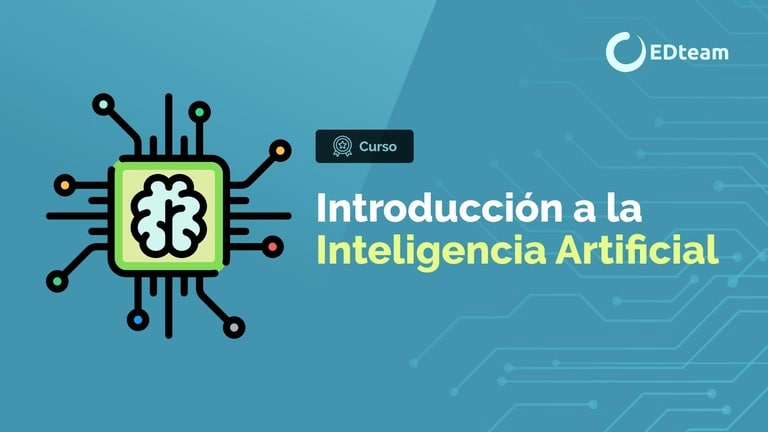 EDteam
Curso
Introducción a la
Inteligencia Artificial